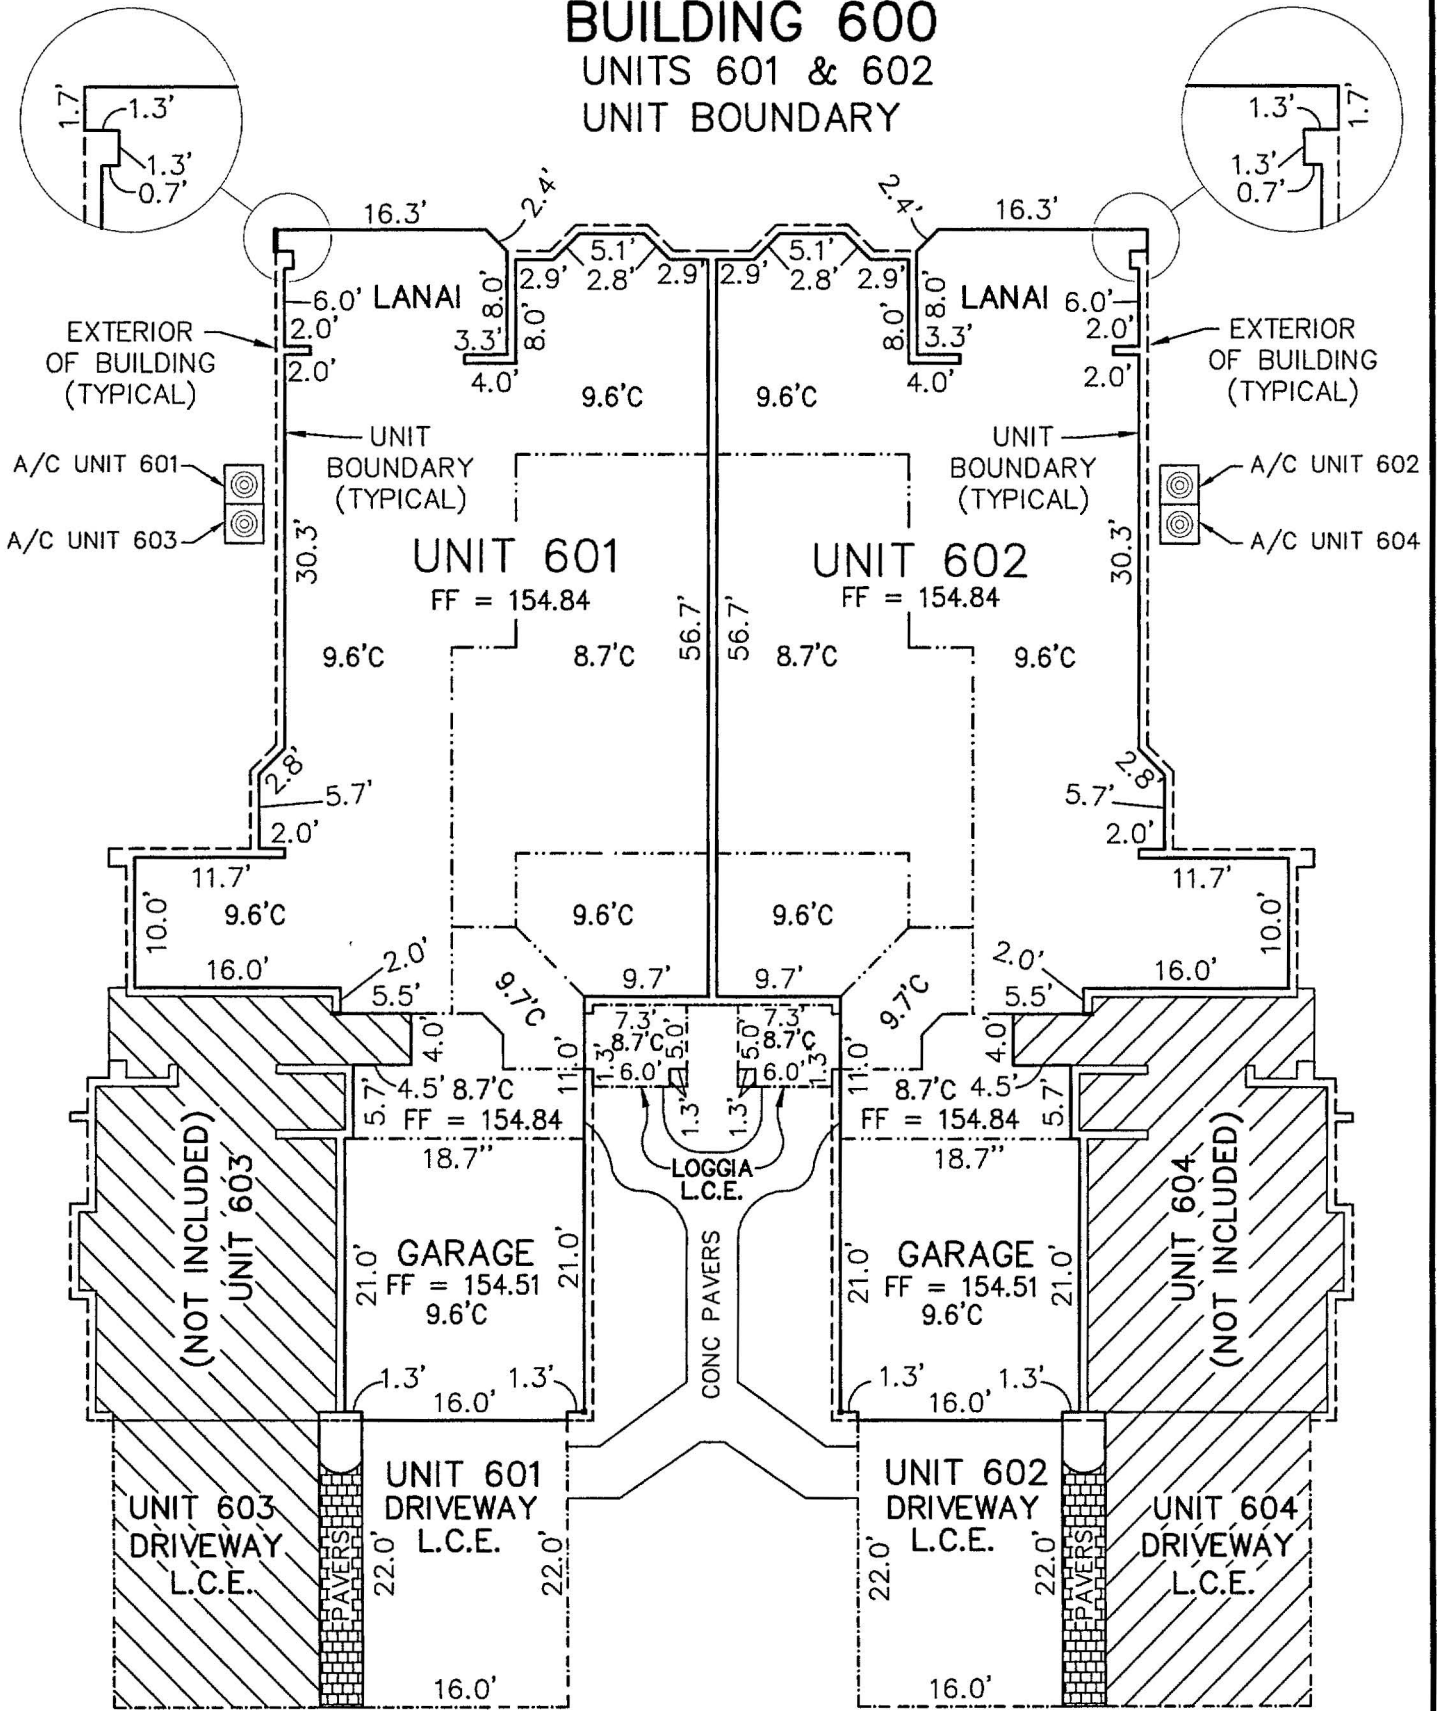 BUILDING 600
UNITS 601 & 602
UNIT BOUNDARY
1.7'
1.3'
1.3'
0.7'
1.3'
1.7'
1.3'
0.7'
16.3'
2.4'
2.4'
16.3'
5.1'
5.1'
2.9'
2.8'
2.9'
2.9'
2.8'
2.9'
6.0'
LANAI
8.0'
8.0'
8.0'
8.0'
LANAI
6.0'
2.0'
2.0'
3.3'
4.0'
3.3'
4.0'
2.0'
2.0'
EXTERIOR
OF BUILDING
(TYPICAL)
EXTERIOR
OF BUILDING
(TYPICAL)
9.6'C
9.6'C
UNIT
BOUNDARY
(TYPICAL)
UNIT
BOUNDARY
(TYPICAL)
A/C UNIT 601
A/C UNIT 603
A/C UNIT 602
A/C UNIT 604
30.3'
UNIT 601
FF = 154.84
UNIT 602
FF = 154.84
30.3'
56.7'
56.7'
9.6'C
8.7'C
8.7'C
9.6'C
2.8'
5.7'
2.0'
2.8'
5.7'
2.0'
11.7'
11.7'
10.0'
9.6'C
9.6'C
9.6'C
10.0'
16.0'
2.0'
9.7'C
9.7'
9.7'
9.7'C
2.0'
16.0'
5.5'
5.5'
4.0'
7.3'
8.7'C
5.0'
6.0'
1.3'
1.3'
7.3'
8.7'C
5.0'
6.0'
1.3'
1.3'
4.0'
11.0'
11.0'
4.5'
8.7'C
FF = 154.84
5.7'
8.7'C
4.5'
FF = 154.84
5.7'
18.7"
18.7"
LOGGIA
L.C.E.
(NOT INCLUDED)
UNIT 603
UNIT 604
(NOT INCLUDED)
21.0'
GARAGE
FF = 154.51
9.6'C
21.0'
CONC PAVERS
21.0'
GARAGE
FF = 154.51
9.6'C
21.0'
1.3'
16.0'
1.3'
1.3'
16.0'
1.3'
UNIT 603
DRIVEWAY
L.C.E.
PAVERS
22.0'
UNIT 601
DRIVEWAY
L.C.E.
22.0'
22.0'
UNIT 602
DRIVEWAY
L.C.E.
22.0'
PAVERS
UNIT 604
DRIVEWAY
L.C.E.
16.0'
16.0'